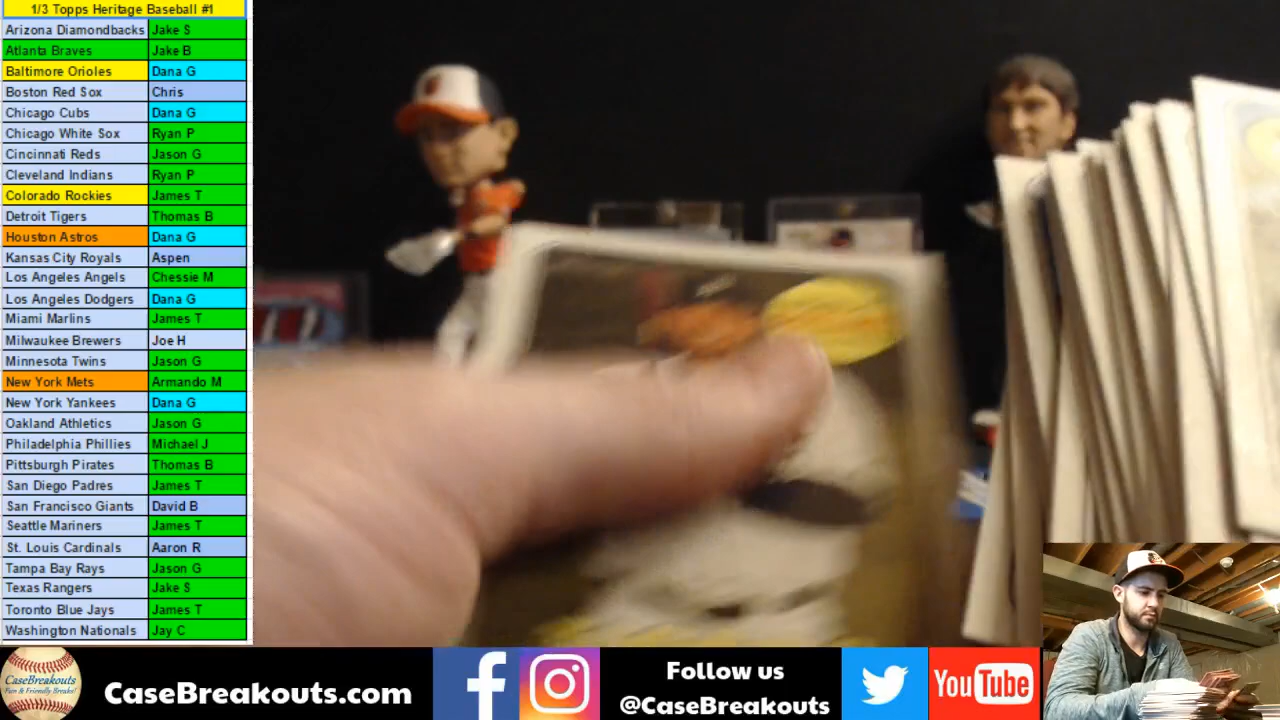 1/3 Topps Heritage Baseball #1
Arizona Diamondbacks Jake S
Atlanta Braves Jake B
Baltimore Orioles Dana G
Boston Red Sox Chris
Chicago Cubs Dana G
Chicago White Sox Ryan P
Cincinnati Reds Jason G
Cleveland Indians Ryan P
Colorado Rockies James T
Detroit Tigers Thomas B
Houston Astros Dana G
Kansas City Royals Aspen
Los Angeles Angels Chessie M
Los Angeles Dodgers Dana G
Miami Marlins James T
Milwaukee Brewers Joe H
Minnesota Twins Jason G
New York Mets Armando M
New York Yankees Dana G
Oakland Athletics Jason G
Philadelphia Phillies Michael J
Pittsburgh Pirates Thomas B
San Diego Padres James T
San Francisco Giants David B
Seattle Mariners James T
St. Louis Cardinals Aaron R
Tampa Bay Rays Jason G
Texas Rangers Jake S
Toronto Blue Jays James T
Washington Nationals Jay C
CaseBreakouts
Fun & Friendly Breaks!
CaseBreakouts.com
Follow us
@CaseBreakouts
YouTube